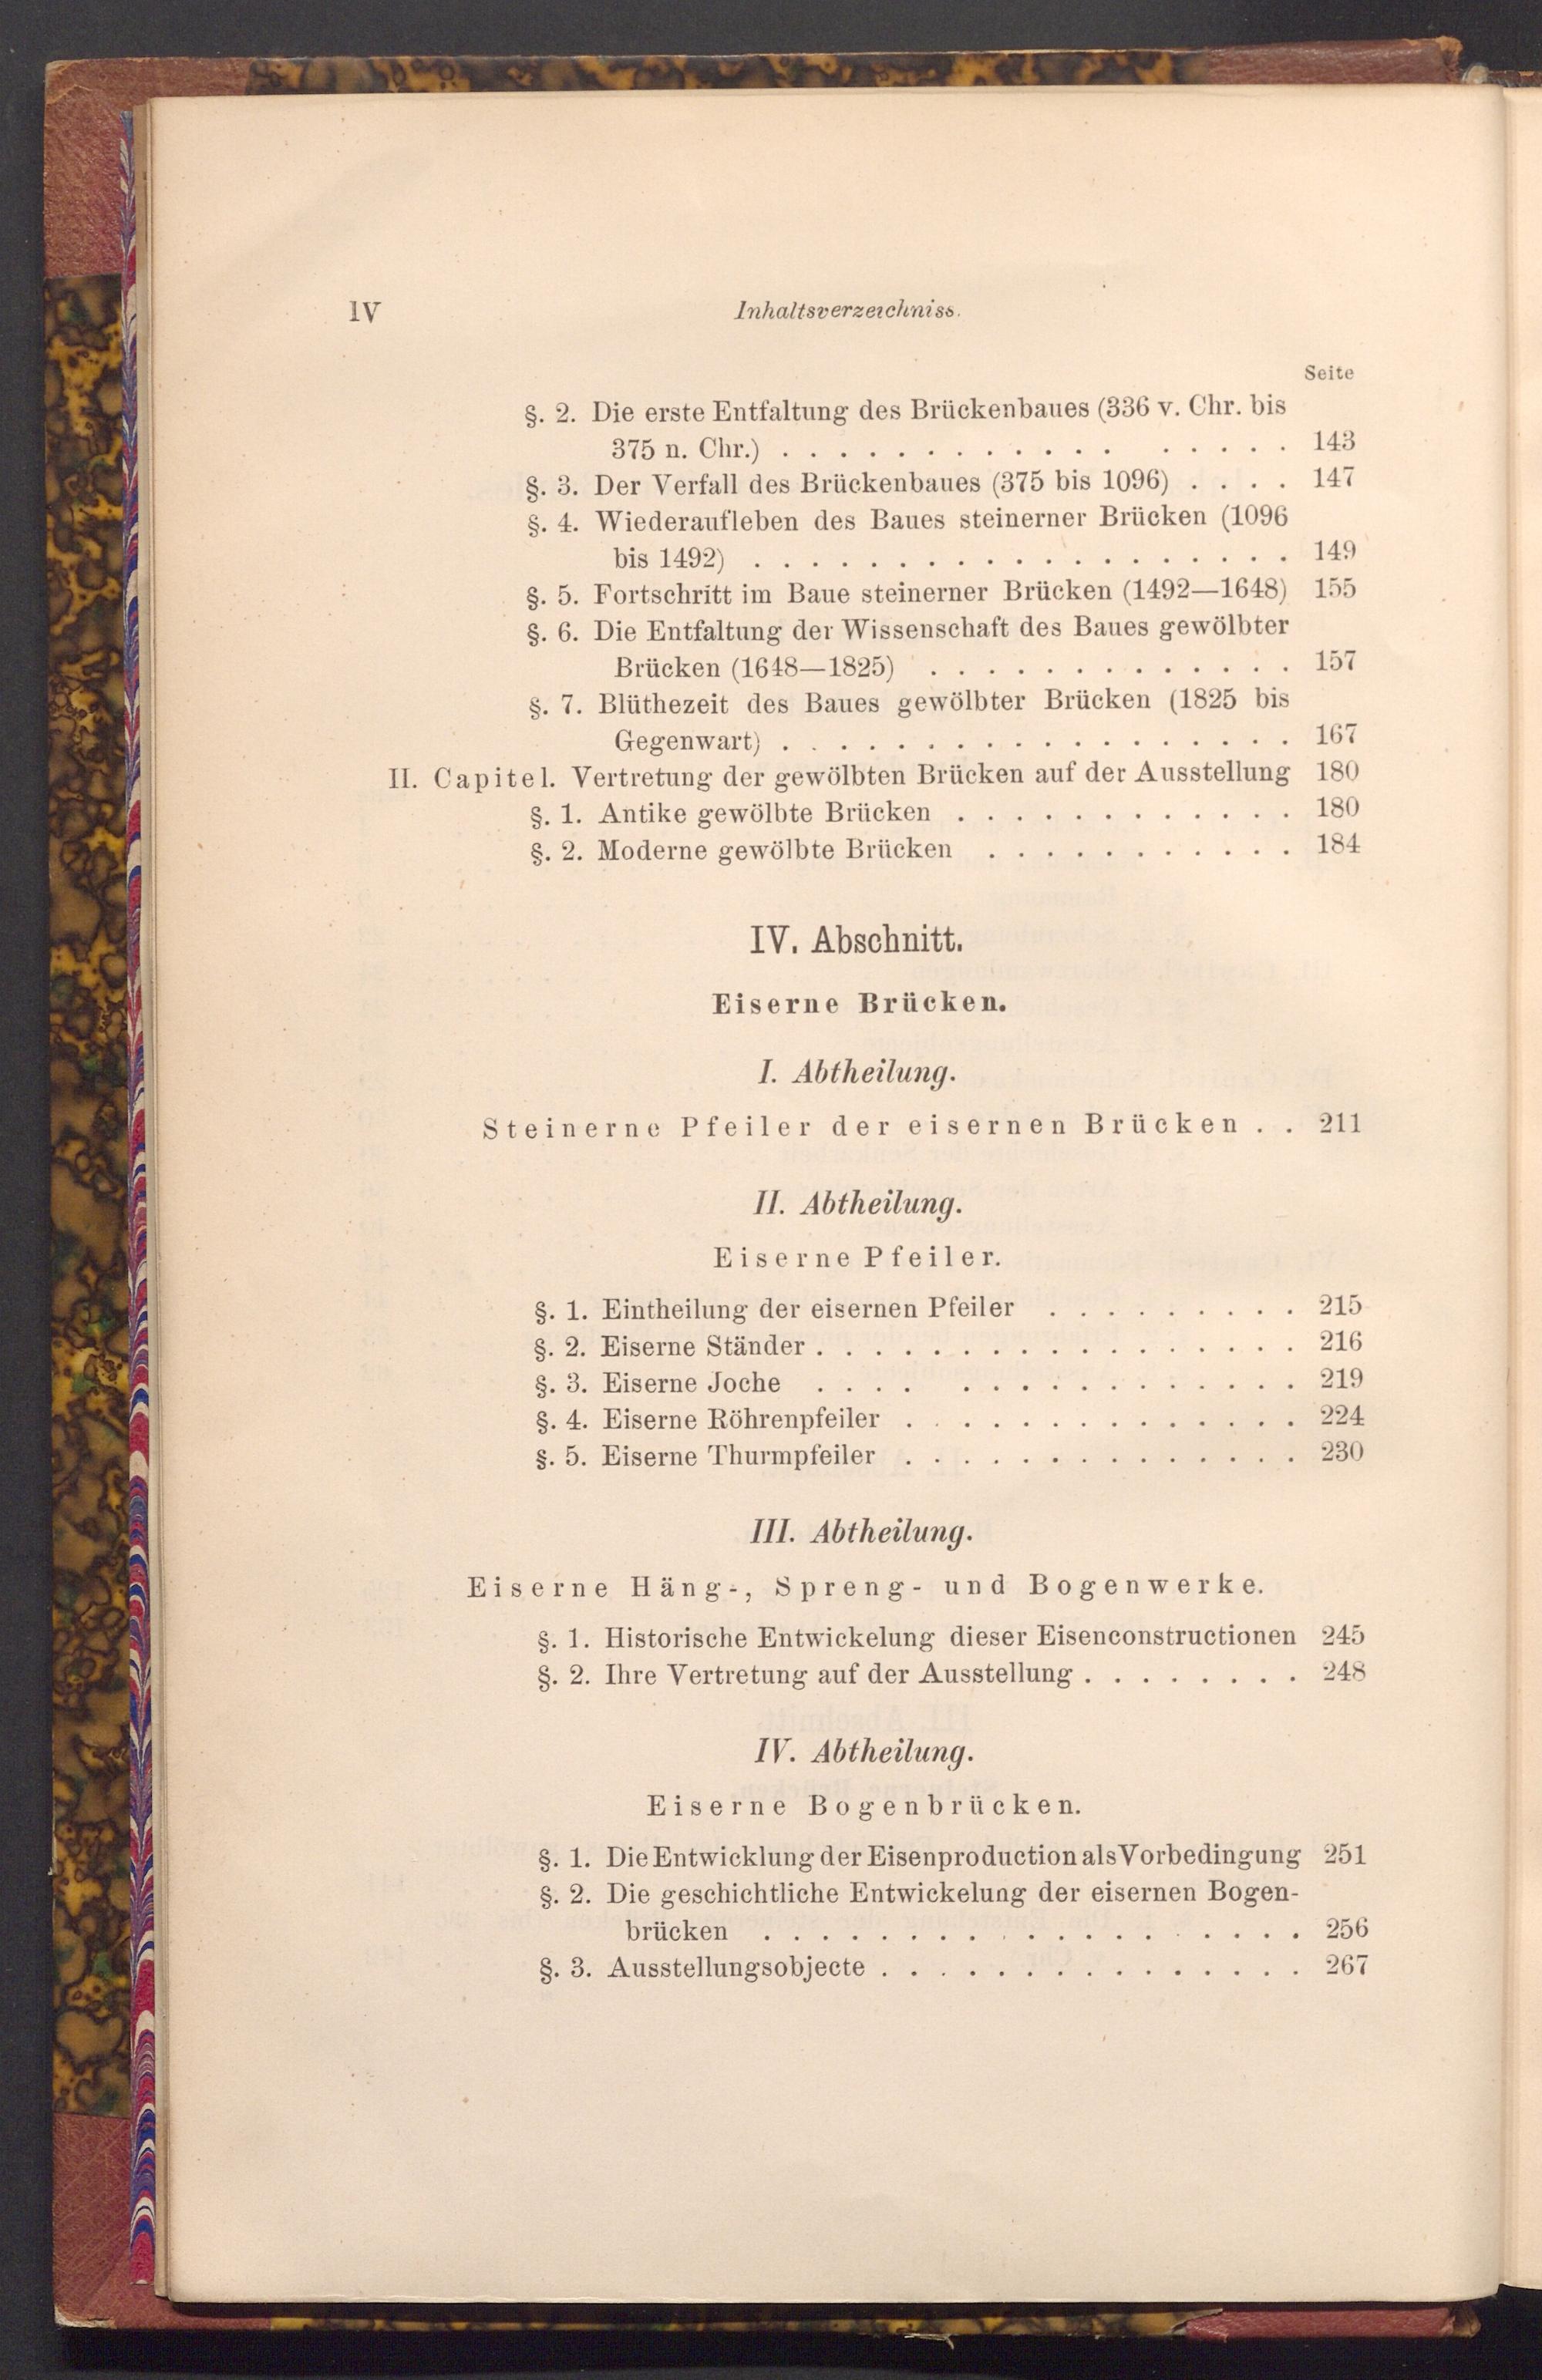 IV Inhaltsverzeichniss.
Seite
§. 2. Die erste Entfaltung des Brückenbaues (336 v. Chr. bis
375 n. Chr.) . . . . . . . . . . . . . . . . . 143
§. 3. Der Verfall des Brückenbaues (375 bis 1096) . . . . 147
§. 4. Wiederaufleben des Baues steinerner Brücken (1096
bis 1492) . . . . . . . . . . . . . . . . . . . 149
§. 5. Fortschritt im Baue steinerner Brücken (1492—1648) 155
§. 6. Die Entfaltung der Wissenschaft des Baues gewölbter
Brücken (1648—1825) . . . . . . . . . . . . . 157
§. 7. Blüthezeit des Baues gewölbter Brücken (1825 bis
Gegenwart) . . . . . . . . . . . . . . . . . . 167
II. Capitel. Vertretung der gewölbten Brücken auf der Ausstellung 180
§. 1. Antike gewölbte Brücken . . . . . . . . . . . . 180
§. 2. Moderne gewölbte Brücken . . . . . . . . . . . 184
IV. Abschnitt.
Eiserne Brücken.
I. Abtheilung.
Steinerne Pfeiler der eisernen Brücken . . 211
II. Abtheilung.
Eiserne Pfeiler.
§. 1. Eintheilung der eisernen Pfeiler . . . . . . . . . 215
§. 2. Eiserne Ständer . . . . . . . . . . . . . . . . . 216
§. 3. Eiserne Joche . . . . . . . . . . . . . . . . 219
§. 4. Eiserne Röhrenpfeiler . . . . . . . . . . . . . . 224
§. 5. Eiserne Thurmpfeiler . . . . . . . . . . . . . . 230
III. Abtheilung.
Eiserne Häng-, Spreng- und Bogenwerke.
§. 1. Historische Entwickelung dieser Eisenconstructionen 245
§. 2. Ihre Vertretung auf der Ausstellung . . . . . . . . 248
IV. Abtheilung.
Eiserne Bogenbrücken.
§. 1. Die Entwicklung der Eisenproduction als Vorbedingung 251
§. 2. Die geschichtliche Entwickelung der eisernen Bogen-
brücken . . . . . . . . . . . . . . . . . . . 256
§. 3. Ausstellungsobjecte . . . . . . . . . . . . . . . 267